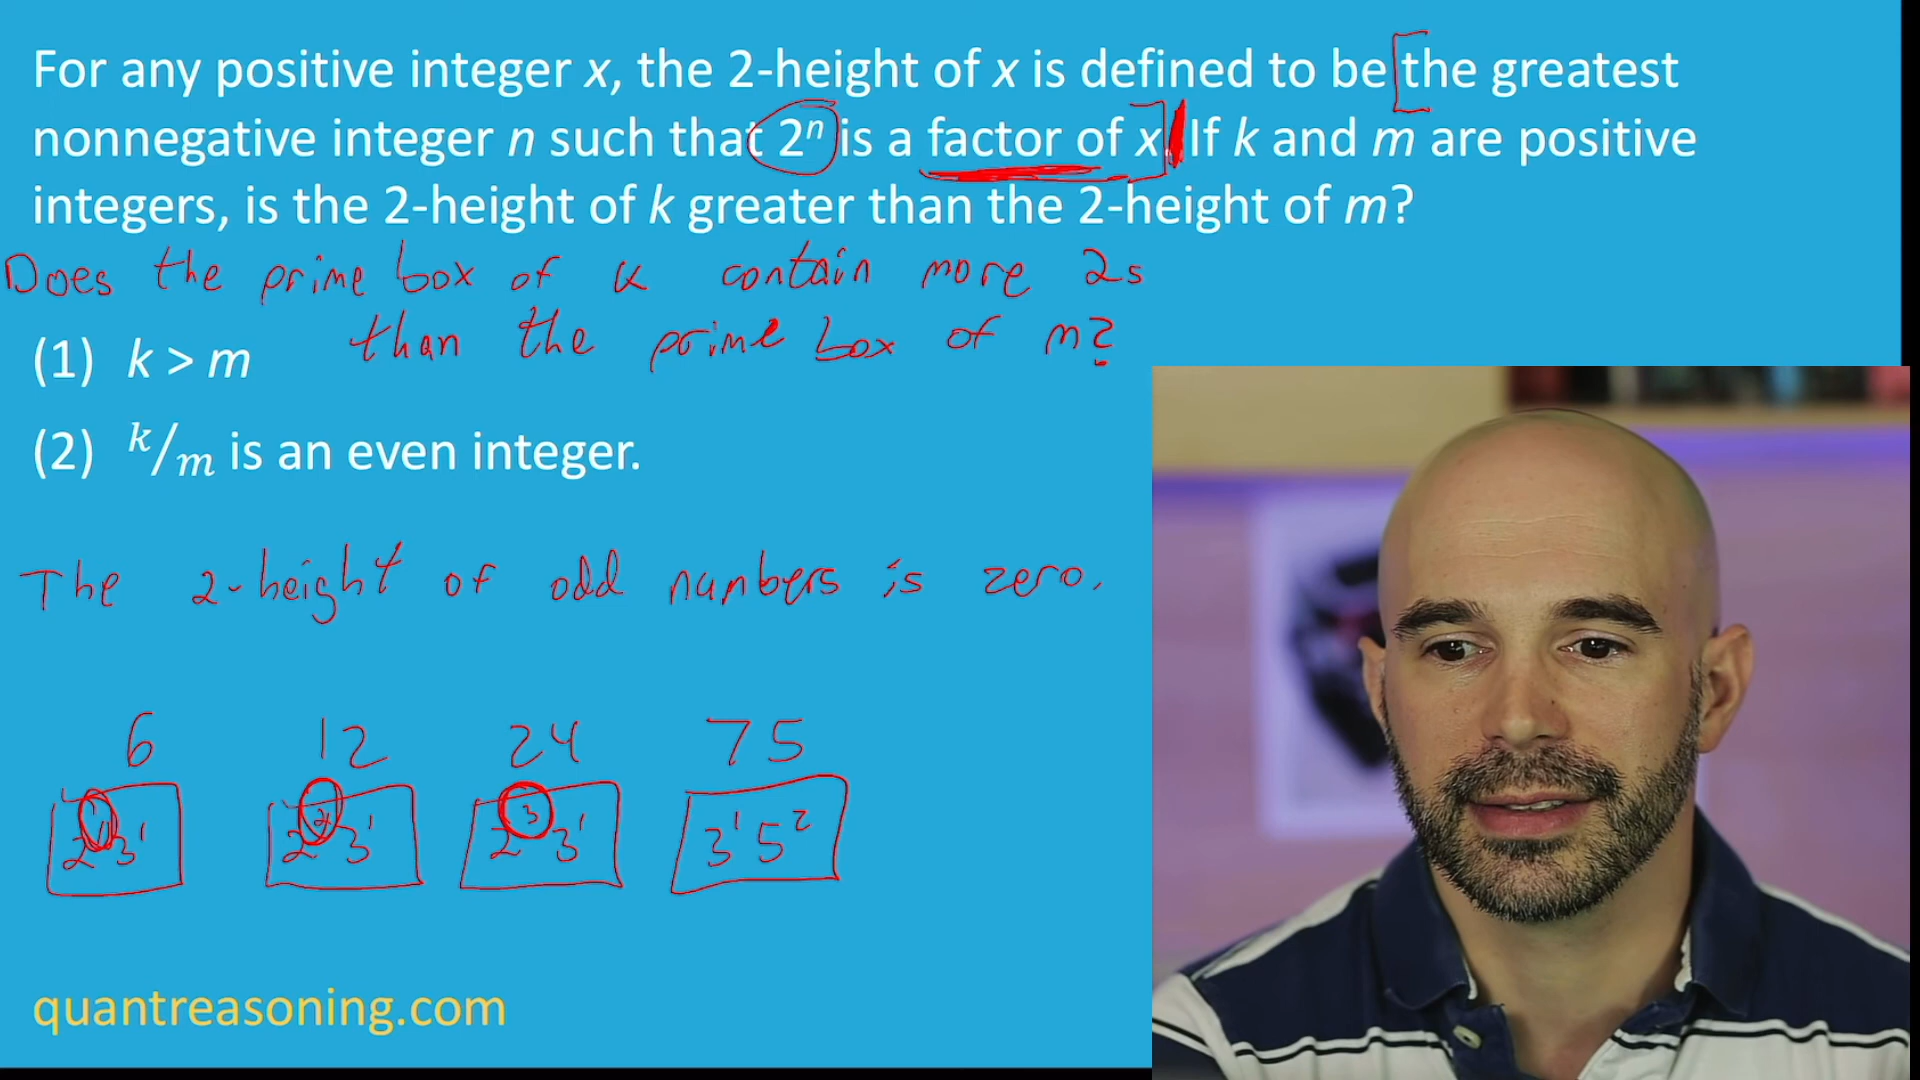 For any positive integer x, the 2-height of x is defined to be the greatest
nonnegative integer n such that 2ⁿ is a factor of x. If k and m are positive
integers, is the 2-height of k greater than the 2-height of m?
Does the prime box of k contain more 2s
than the prime box of m?
(1) k > m
(2) k/m is an even integer.
The 2-height of odd numbers is zero.
6 12 24 75
2¹3¹ 2²3¹ 2³3¹ 3¹5²
quantreasoning.com